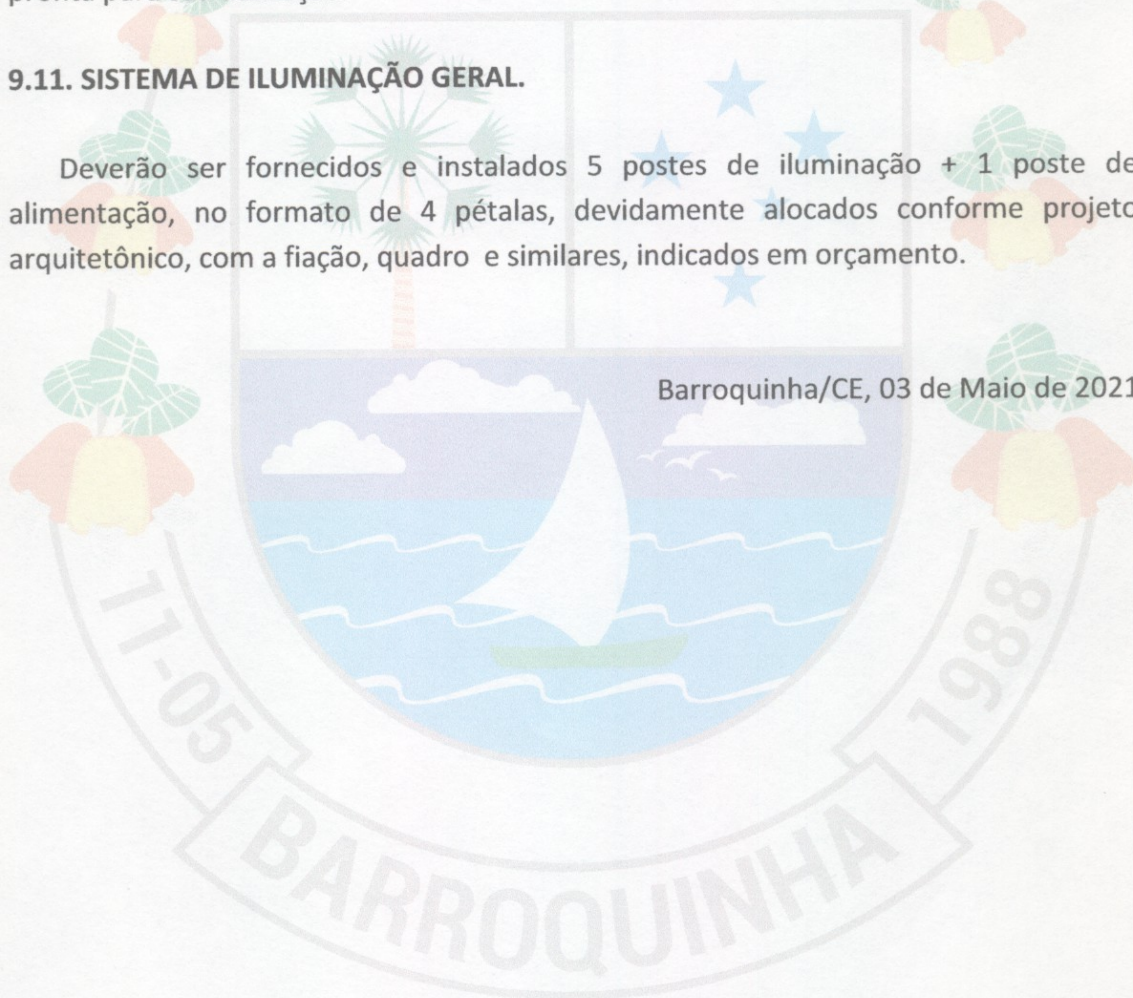 9.11. SISTEMA DE ILUMINAÇÃO GERAL.
Deverão ser fornecidos e instalados 5 postes de iluminação + 1 poste de
alimentação, no formato de 4 pétalas, devidamente alocados conforme projeto
arquitetônico, com a fiação, quadro e similares, indicados em orçamento.
Barroquinha/CE, 03 de Maio de 2021
11-05
1988
BARROQUINHA